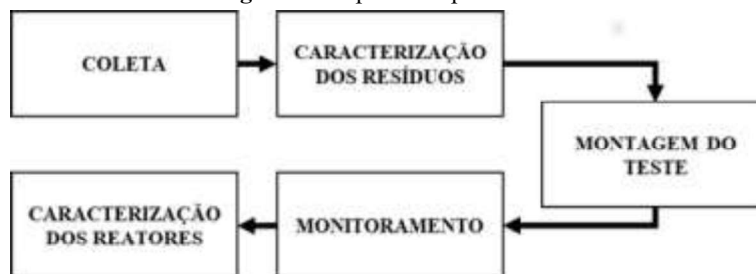 COLETA
CARACTERIZAÇÃO
DOS RESÍDUOS
MONTAGEM DO
TESTE
MONITORAMENTO
CARACTERIZAÇÃO
DOS REATORES